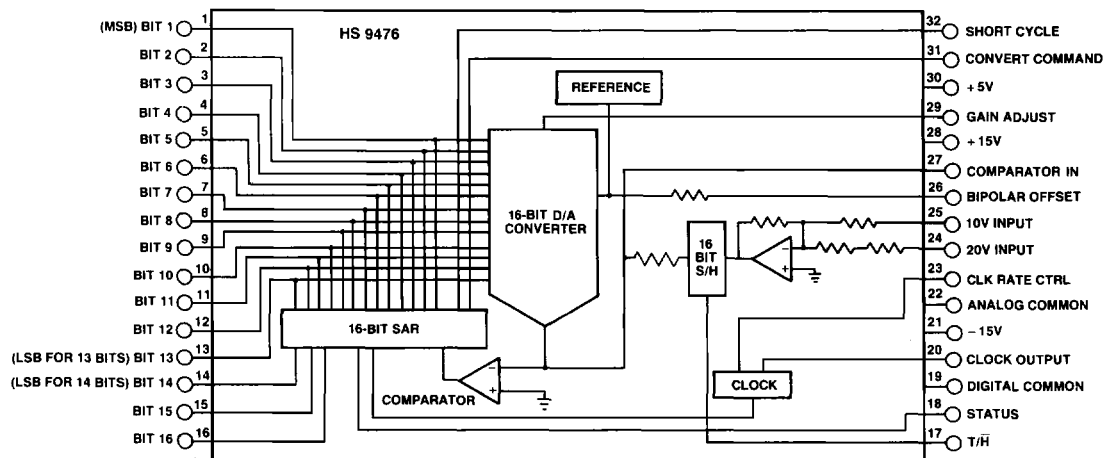 HS 9476
(MSB) BIT 1 1
BIT 2 2
BIT 3 3
BIT 4 4
BIT 5 5
BIT 6 6
BIT 7 7
BIT 8 8
BIT 9 9
BIT 10 10
BIT 11 11
BIT 12 12
(LSB FOR 13 BITS) BIT 13 13
(LSB FOR 14 BITS) BIT 14 14
BIT 15 15
BIT 16 16
REFERENCE
16-BIT D/A
CONVERTER
16
BIT
S/H
- +
16-BIT SAR
COMPARATOR
- +
CLOCK
32 SHORT CYCLE
31 CONVERT COMMAND
30 + 5V
29 GAIN ADJUST
28 + 15V
27 COMPARATOR IN
26 BIPOLAR OFFSET
25 10V INPUT
24 20V INPUT
23 CLK RATE CTRL
22 ANALOG COMMON
21 − 15V
20 CLOCK OUTPUT
19 DIGITAL COMMON
18 STATUS
17 T/H̅